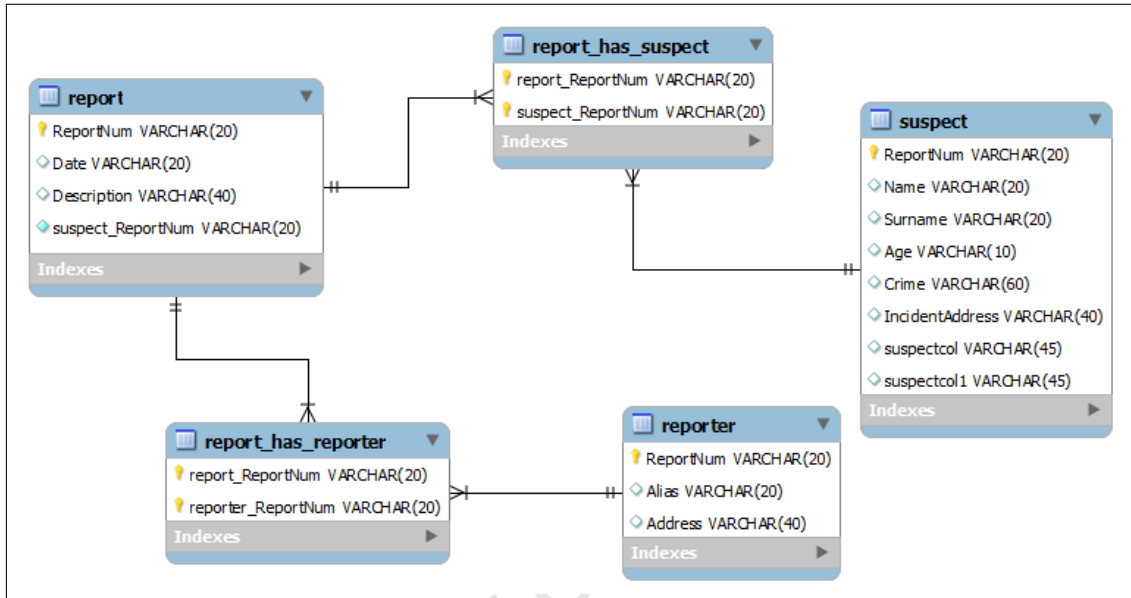 report
ReportNum VARCHAR(20)
Date VARCHAR(20)
Description VARCHAR(40)
suspect_ReportNum VARCHAR(20)
Indexes
report_has_suspect
report_ReportNum VARCHAR(20)
suspect_ReportNum VARCHAR(20)
Indexes
suspect
ReportNum VARCHAR(20)
Name VARCHAR(20)
Surname VARCHAR(20)
Age VARCHAR(10)
Crime VARCHAR(60)
IncidentAddress VARCHAR(40)
suspectcol VARCHAR(45)
suspectcol1 VARCHAR(45)
Indexes
report_has_reporter
report_ReportNum VARCHAR(20)
reporter_ReportNum VARCHAR(20)
Indexes
reporter
ReportNum VARCHAR(20)
Alias VARCHAR(20)
Address VARCHAR(40)
Indexes